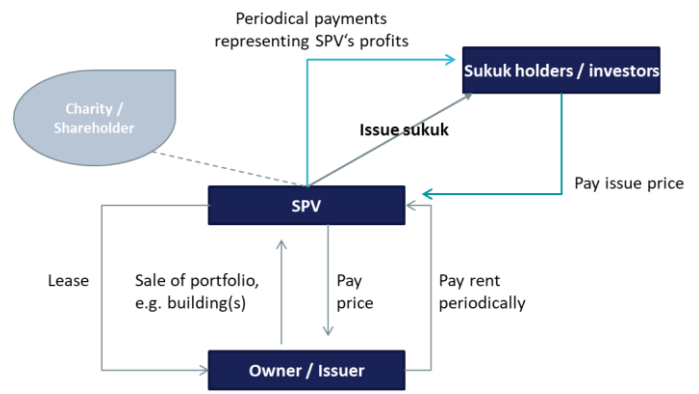 Periodical payments
representing SPV's profits
Sukuk holders / investors
Charity /
Shareholder
Issue sukuk
Pay issue price
SPV
Lease
Sale of portfolio,
e.g. building(s)
Pay
price
Pay rent
periodically
Owner / Issuer